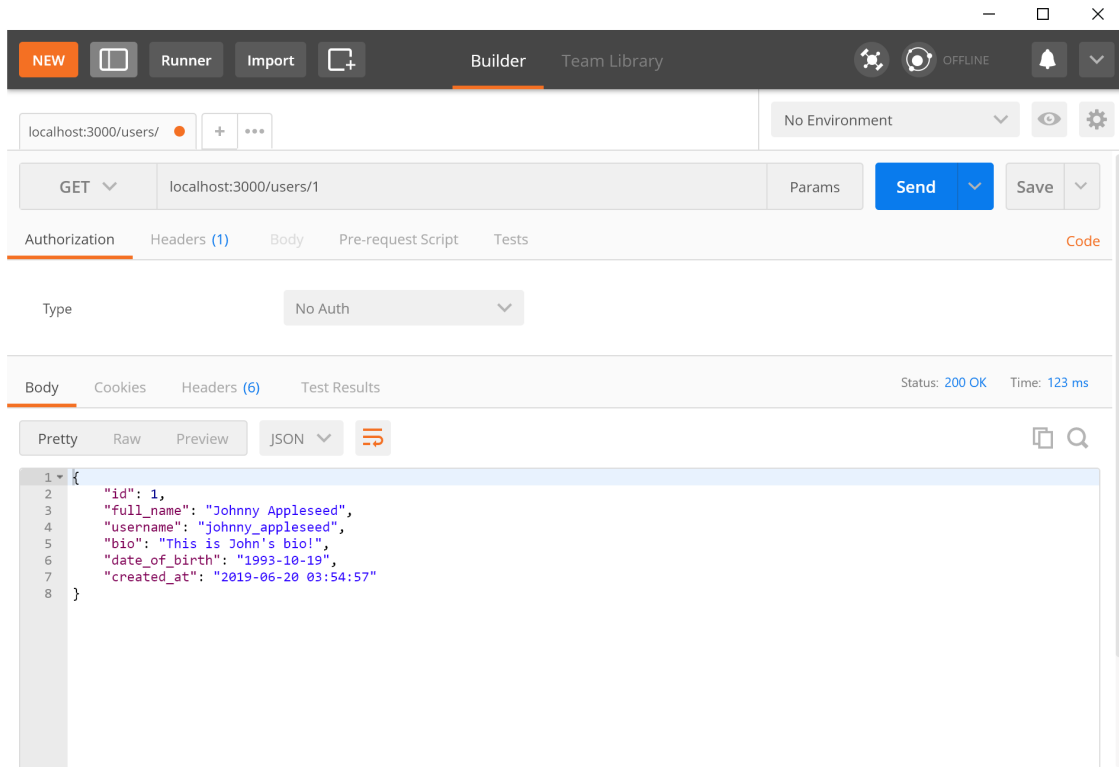 NEW Runner Import Builder Team Library OFFLINE
localhost:3000/users/ + ••• No Environment
GET localhost:3000/users/1 Params Send Save
Authorization Headers (1) Body Pre-request Script Tests Code
Type No Auth
Body Cookies Headers (6) Test Results Status: 200 OK Time: 123 ms
Pretty Raw Preview JSON
1 {
2 "id": 1,
3 "full_name": "Johnny Appleseed",
4 "username": "johnny_appleseed",
5 "bio": "This is John's bio!",
6 "date_of_birth": "1993-10-19",
7 "created_at": "2019-06-20 03:54:57"
8 }